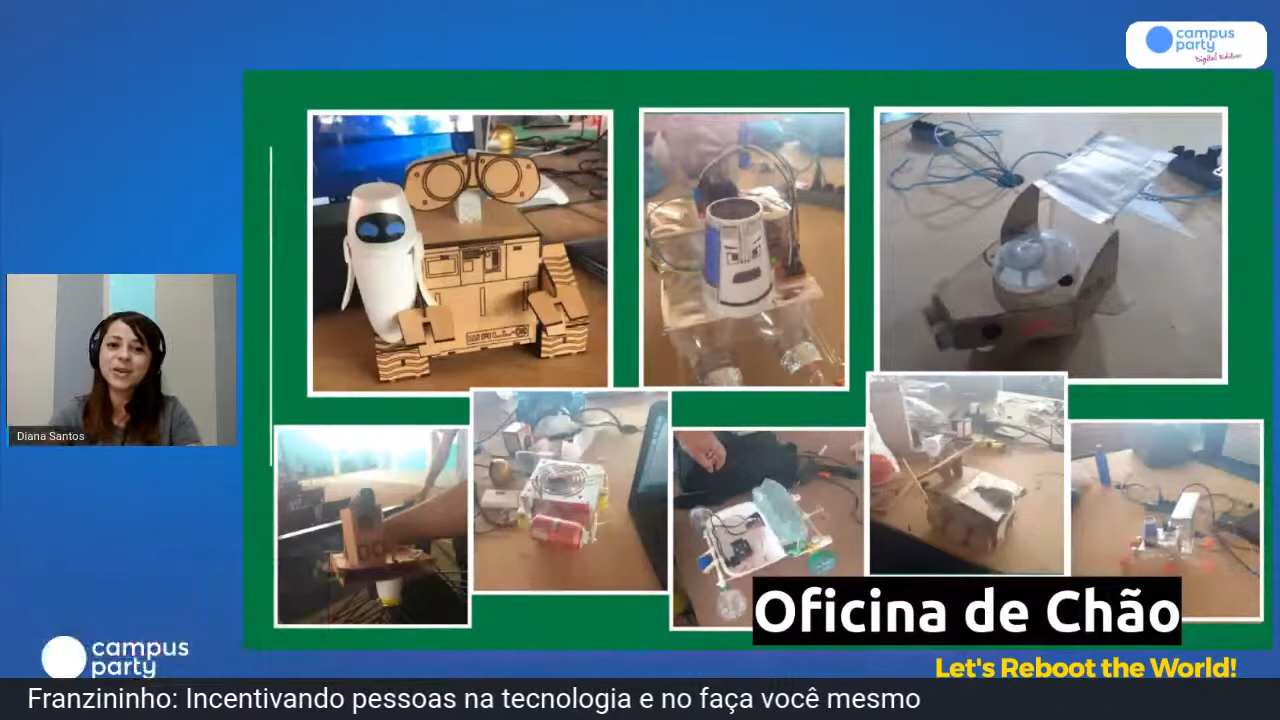 campus
party
Digital Edition
WALL-E
Diana Santos
Oficina de Chão
campus
party
Let's Reboot the World!
Franzininho: Incentivando pessoas na tecnologia e no faça você mesmo